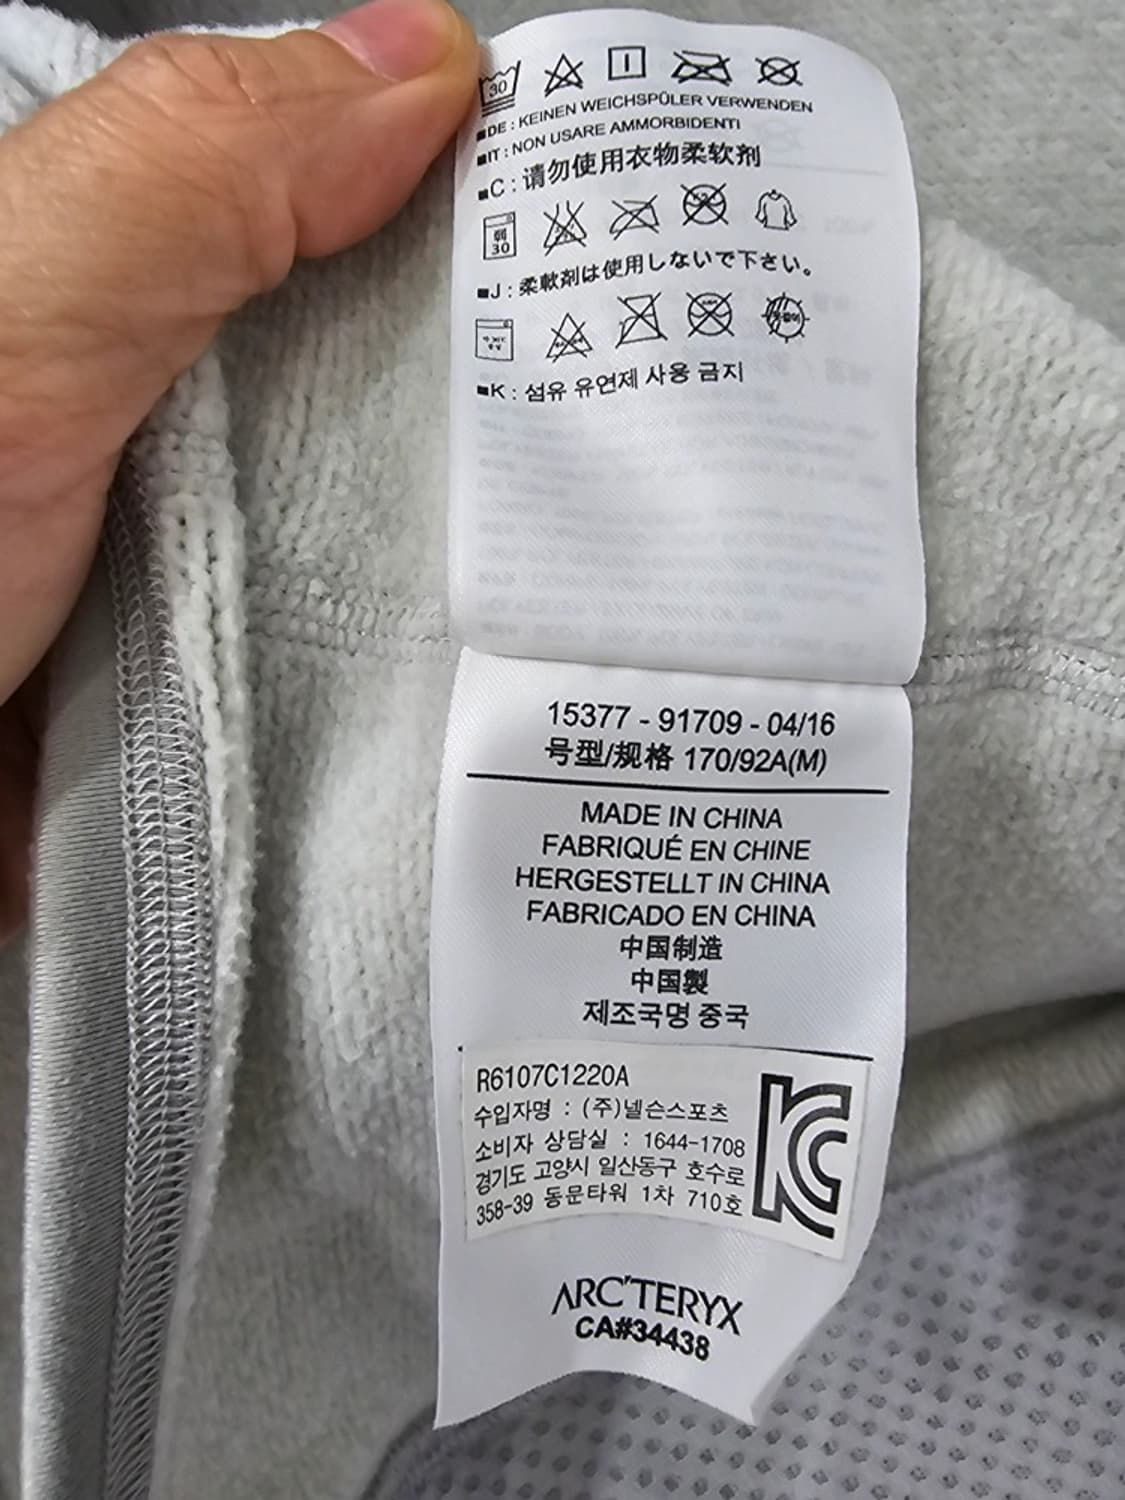 30
■DE : KEINEN WEICHSPÜLER VERWENDEN
■IT : NON USARE AMMORBIDENTI
■C : 请勿使用衣物柔软剂
弱
30
■J : 柔軟剤は使用しないで下さい。
■K : 섬유 유연제 사용 금지
15377 - 91709 - 04/16
号型/规格 170/92A(M)
MADE IN CHINA
FABRIQUÉ EN CHINE
HERGESTELLT IN CHINA
FABRICADO EN CHINA
中国制造
中国製
제조국명 중국
R6107C1220A
수입자명 : (주)넬슨스포츠
소비자 상담실 : 1644-1708
경기도 고양시 일산동구 호수로
358-39 동문타워 1차 710호
KC
ARC'TERYX
CA#34438